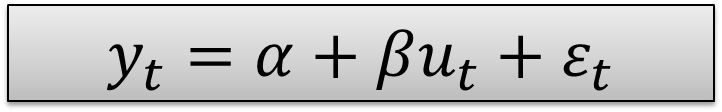 yₜ = α + βuₜ + εₜ